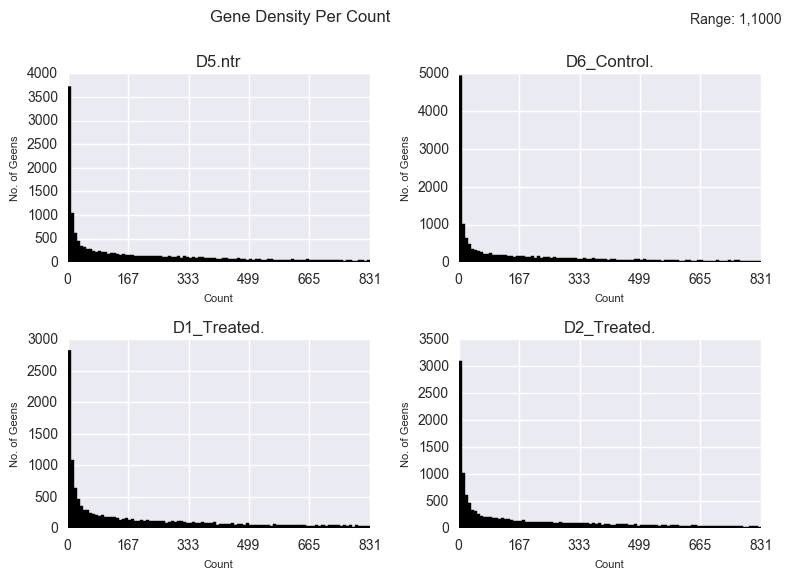 Gene Density Per Count
Range: 1,1000
D5.ntr
4000
3500
3000
2500
2000
1500
1000
500
0
No. of Geens
0 167 333 499 665 831
Count
D6_Control.
5000
4000
3000
2000
1000
0
No. of Geens
0 167 333 499 665 831
Count
D1_Treated.
3000
2500
2000
1500
1000
500
0
No. of Geens
0 167 333 499 665 831
Count
D2_Treated.
3500
3000
2500
2000
1500
1000
500
0
No. of Geens
0 167 333 499 665 831
Count